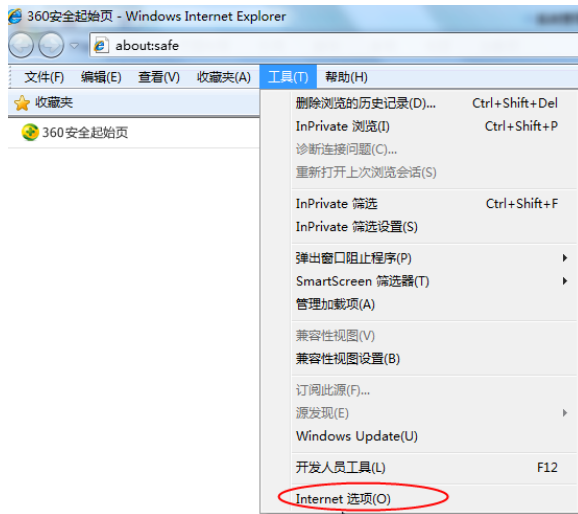 360安全起始页 - Windows Internet Explorer
about:safe
文件(F) 编辑(E) 查看(V) 收藏夹(A) 工具(T) 帮助(H)
收藏夹
360安全起始页
删除浏览的历史记录(D)... Ctrl+Shift+Del
InPrivate 浏览(I) Ctrl+Shift+P
诊断连接问题(C)...
重新打开上次浏览会话(S)
InPrivate 筛选 Ctrl+Shift+F
InPrivate 筛选设置(S)
弹出窗口阻止程序(P)
SmartScreen 筛选器(T)
管理加载项(A)
兼容性视图(V)
兼容性视图设置(B)
订阅此源(F)...
源发现(E)
Windows Update(U)
开发人员工具(L) F12
Internet 选项(O)